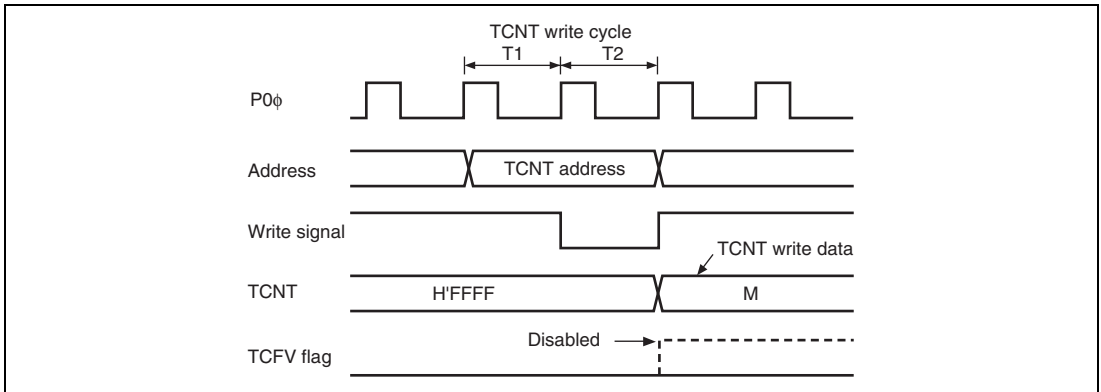 TCNT write cycle
T1 T2
P0ϕ
Address TCNT address
Write signal
TCNT write data
TCNT H'FFFF M
Disabled
TCFV flag